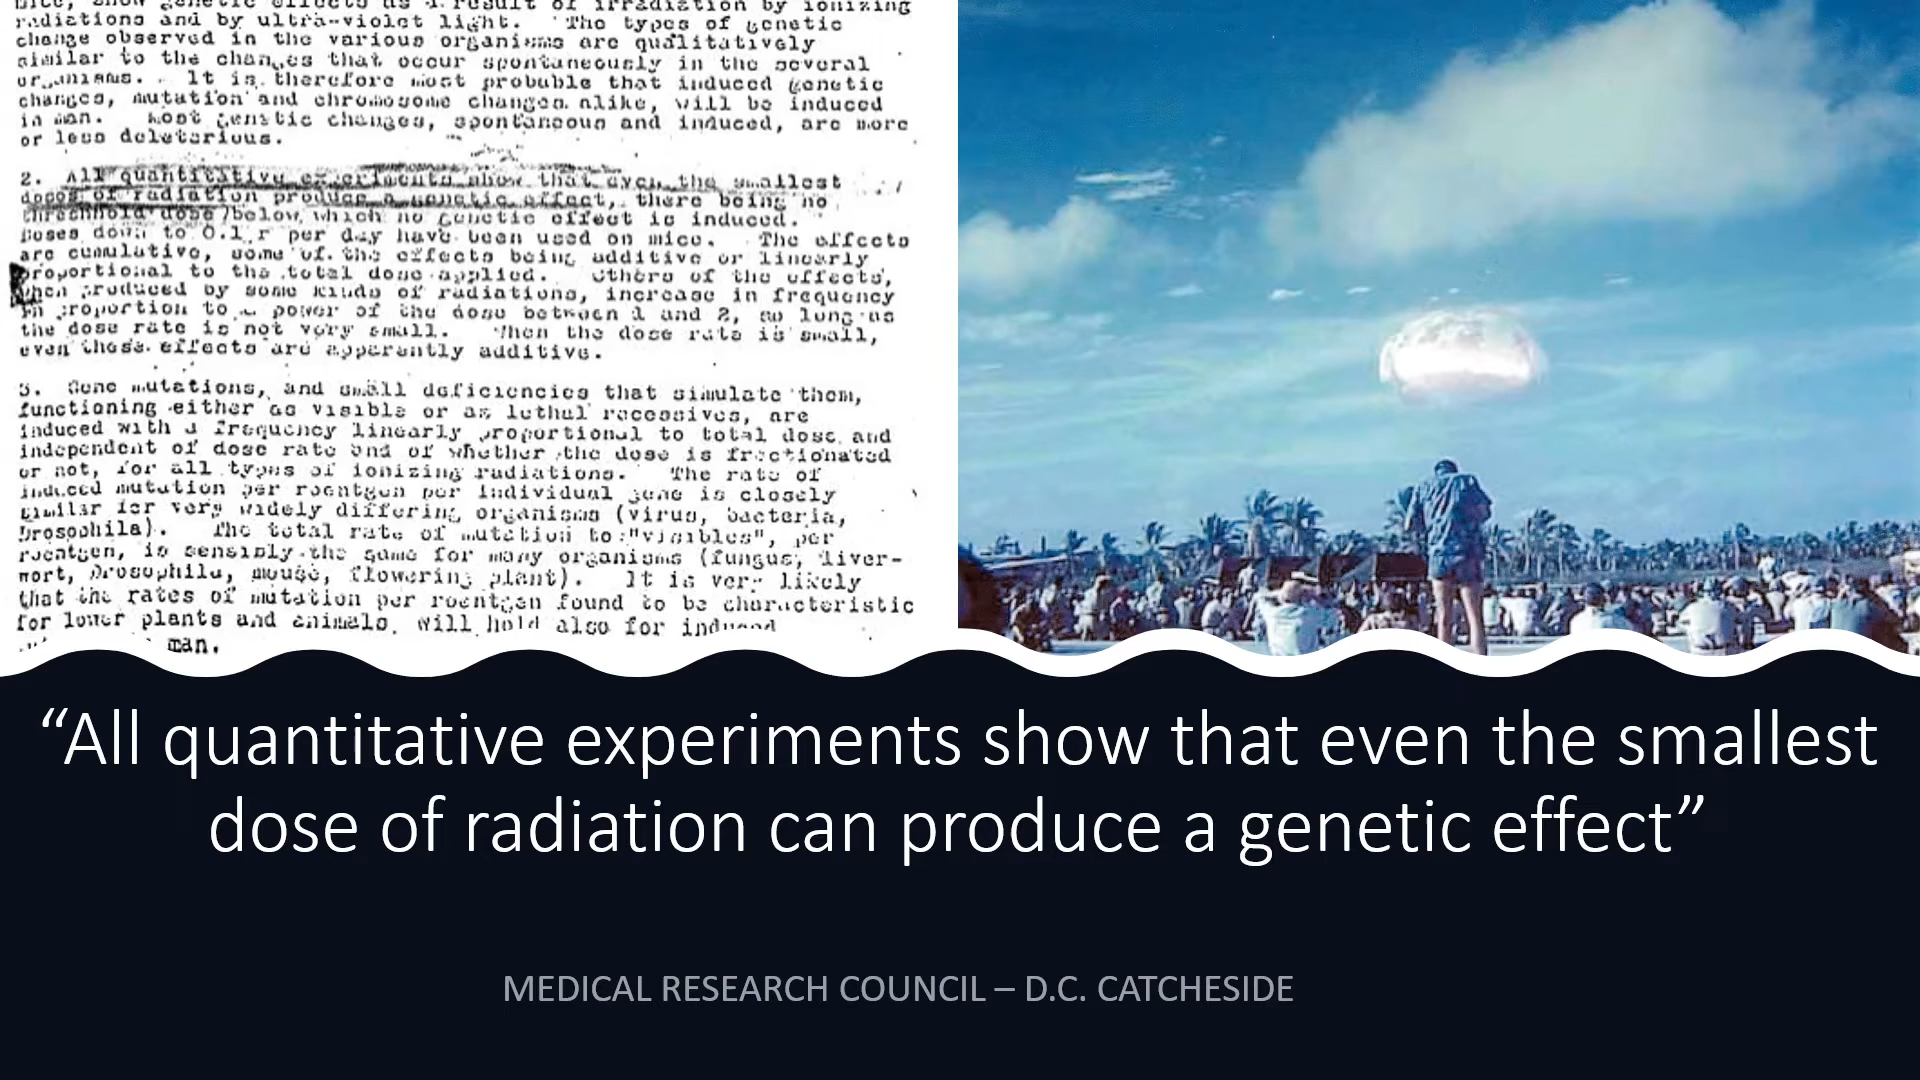 radiations and by ultra-violet light. The types of genetic
change observed in the various organisms are qualitatively
similar to the changes that occur spontaneously in the several
organisms. It is therefore most probable that induced genetic
changes, mutation and chromosome changes alike, will be induced
in man. Most genetic changes, spontaneous and induced, are more
or less deleterious.
2. All quantitative experiments show that even the smallest
doses of radiation produce a genetic effect, there being no
threshhold dose below which no genetic effect is induced.
Doses down to 0.1 r per day have been used on mice. The effects
are cumulative, some of the effects being additive or linearly
proportional to the total dose applied. Others of the effects,
when produced by some kinds of radiations, increase in frequency
in proportion to a power of the dose between 1 and 2, so long as
the dose rate is not very small. When the dose rate is small,
even these effects are apparently additive.
3. Gene mutations, and small deficiencies that simulate them,
functioning either as visible or as lethal recessives, are
induced with a frequency linearly proportional to total dose and
independent of dose rate and of whether the dose is fractionated
or not, for all types of ionizing radiations. The rate of
induced mutation per roentgen per individual gene is closely
similar for very widely differing organisms (virus, bacteria,
Drosophila). The total rate of mutation to "visibles", per
roentgen, is sensibly the same for many organisms (fungus, liver-
wort, Drosophila, mouse, flowering plant). It is very likely
that the rates of mutation per roentgen found to be characteristic
for lower plants and animals, will hold also for induced
man.
“All quantitative experiments show that even the smallest
dose of radiation can produce a genetic effect”
MEDICAL RESEARCH COUNCIL – D.C. CATCHESIDE